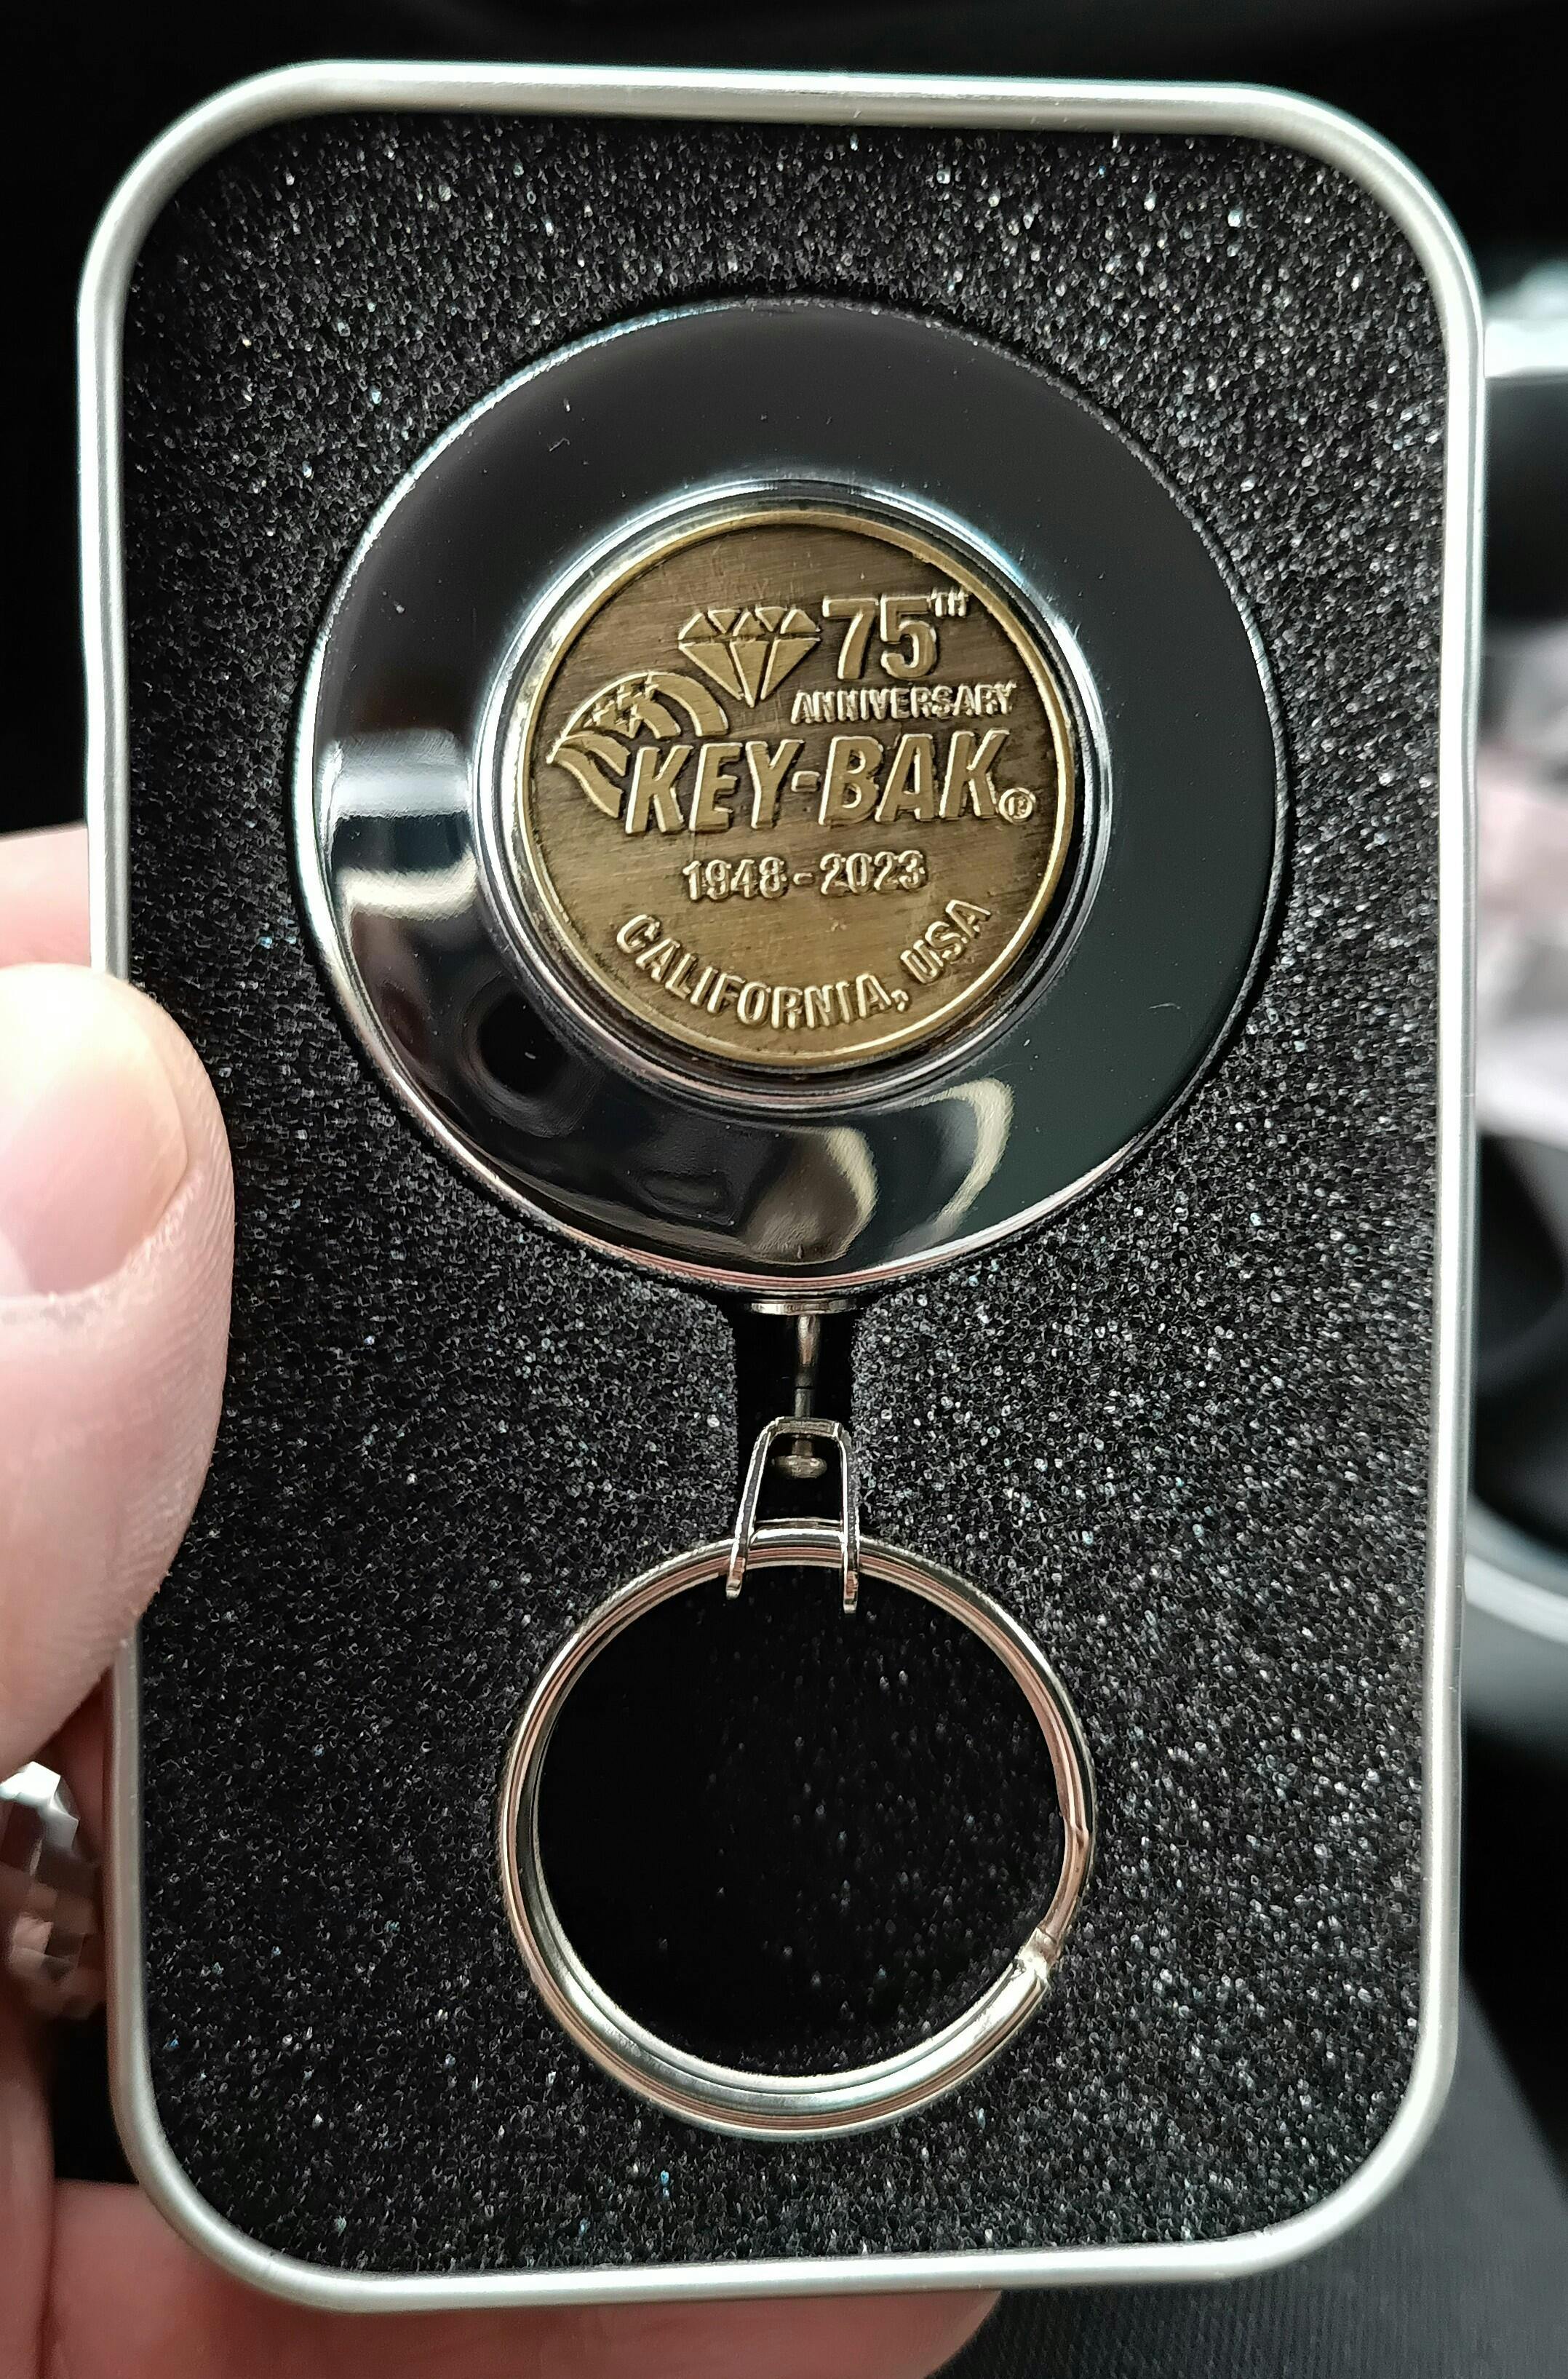 75TH
ANNIVERSARY
KEY-BAK®
1948-2023
CALIFORNIA, USA